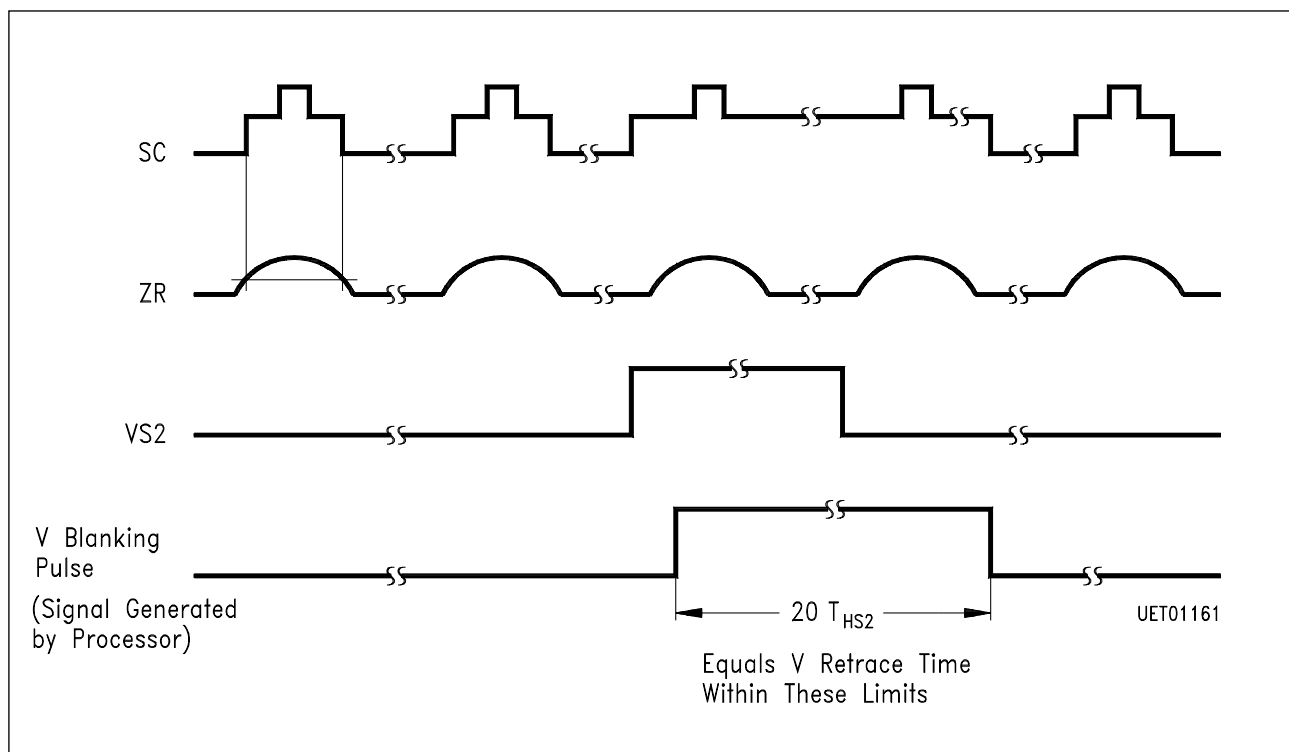 SC
ZR
VS2
V Blanking
Pulse
(Signal Generated
by Processor)
20 T_HS2
UET01161
Equals V Retrace Time
Within These Limits